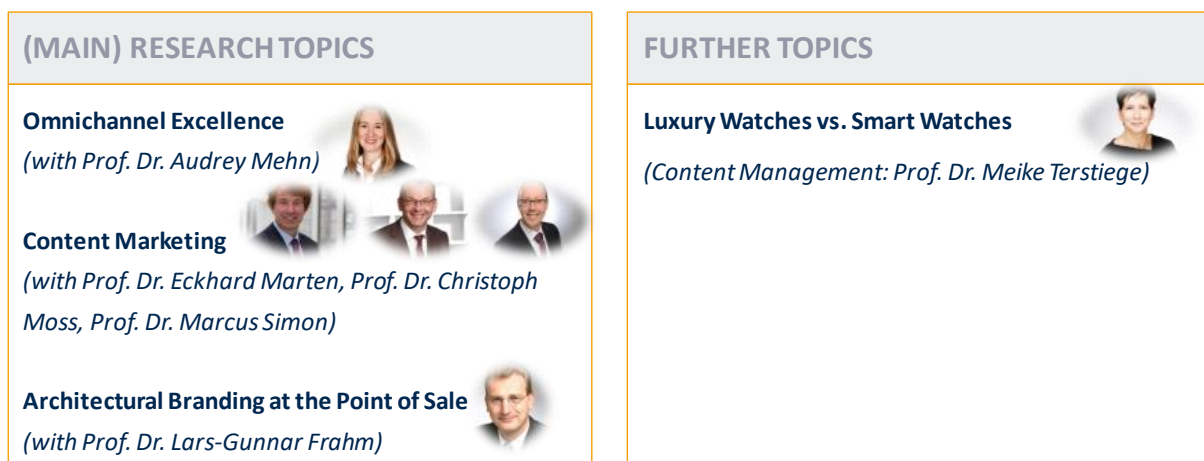 (MAIN) RESEARCH TOPICS
Omnichannel Excellence
(with Prof. Dr. Audrey Mehn)
Content Marketing
(with Prof. Dr. Eckhard Marten, Prof. Dr. Christoph
Moss, Prof. Dr. Marcus Simon)
Architectural Branding at the Point of Sale
(with Prof. Dr. Lars-Gunnar Frahm)
FURTHER TOPICS
Luxury Watches vs. Smart Watches
(Content Management: Prof. Dr. Meike Terstiege)